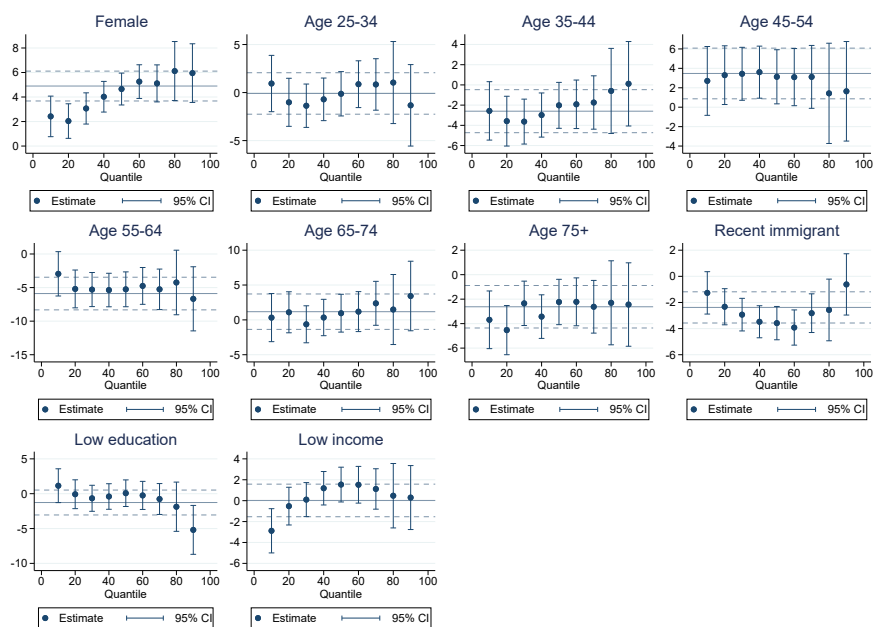 Female
8
6
4
2
0
0 20 40 60 80 100
Quantile
Estimate 95% CI
Age 25-34
5
0
-5
0 20 40 60 80 100
Quantile
Estimate 95% CI
Age 35-44
4
2
0
-2
-4
-6
0 20 40 60 80 100
Quantile
Estimate 95% CI
Age 45-54
6
4
2
0
-2
-4
0 20 40 60 80 100
Quantile
Estimate 95% CI
Age 55-64
0
-5
-10
-15
0 20 40 60 80 100
Quantile
Estimate 95% CI
Age 65-74
10
5
0
-5
0 20 40 60 80 100
Quantile
Estimate 95% CI
Age 75+
2
0
-2
-4
-6
0 20 40 60 80 100
Quantile
Estimate 95% CI
Recent immigrant
2
0
-2
-4
-6
0 20 40 60 80 100
Quantile
Estimate 95% CI
Low education
5
0
-5
-10
0 20 40 60 80 100
Quantile
Estimate 95% CI
Low income
4
2
0
-2
-4
-6
0 20 40 60 80 100
Quantile
Estimate 95% CI